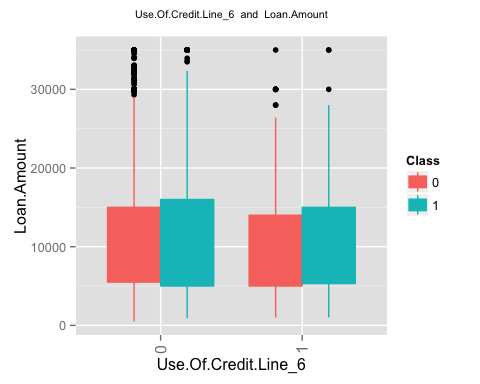 Use.Of.Credit.Line_6 and Loan.Amount
Loan.Amount
30000
20000
10000
0
0
1
Use.Of.Credit.Line_6
Class
0
1